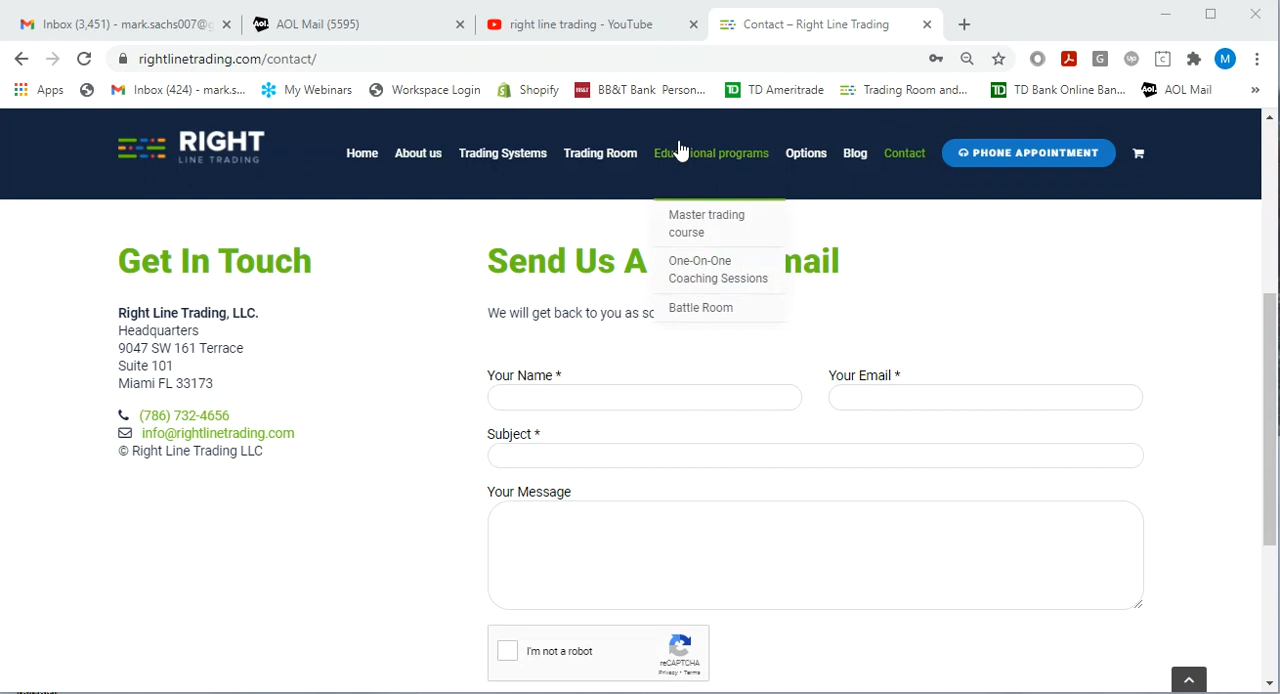 Inbox (3,451) - mark.sachs007@g
AOL Mail (5595)
right line trading - YouTube
Contact – Right Line Trading
rightlinetrading.com/contact/
M
Apps
Inbox (424) - mark.s...
My Webinars
Workspace Login
Shopify
BB&T Bank Person...
TD Ameritrade
Trading Room and...
TD Bank Online Ban...
AOL Mail
»
RIGHT
LINE TRADING
Home
About us
Trading Systems
Trading Room
Educational programs
Options
Blog
Contact
PHONE APPOINTMENT
Master trading
course
One-On-One
Coaching Sessions
Battle Room
Get In Touch
Right Line Trading, LLC.
Headquarters
9047 SW 161 Terrace
Suite 101
Miami FL 33173
(786) 732-4656
info@rightlinetrading.com
© Right Line Trading LLC
Send Us A
mail
We will get back to you as so
Your Name *
Your Email *
Subject *
Your Message
I'm not a robot
reCAPTCHA
Privacy - Terms